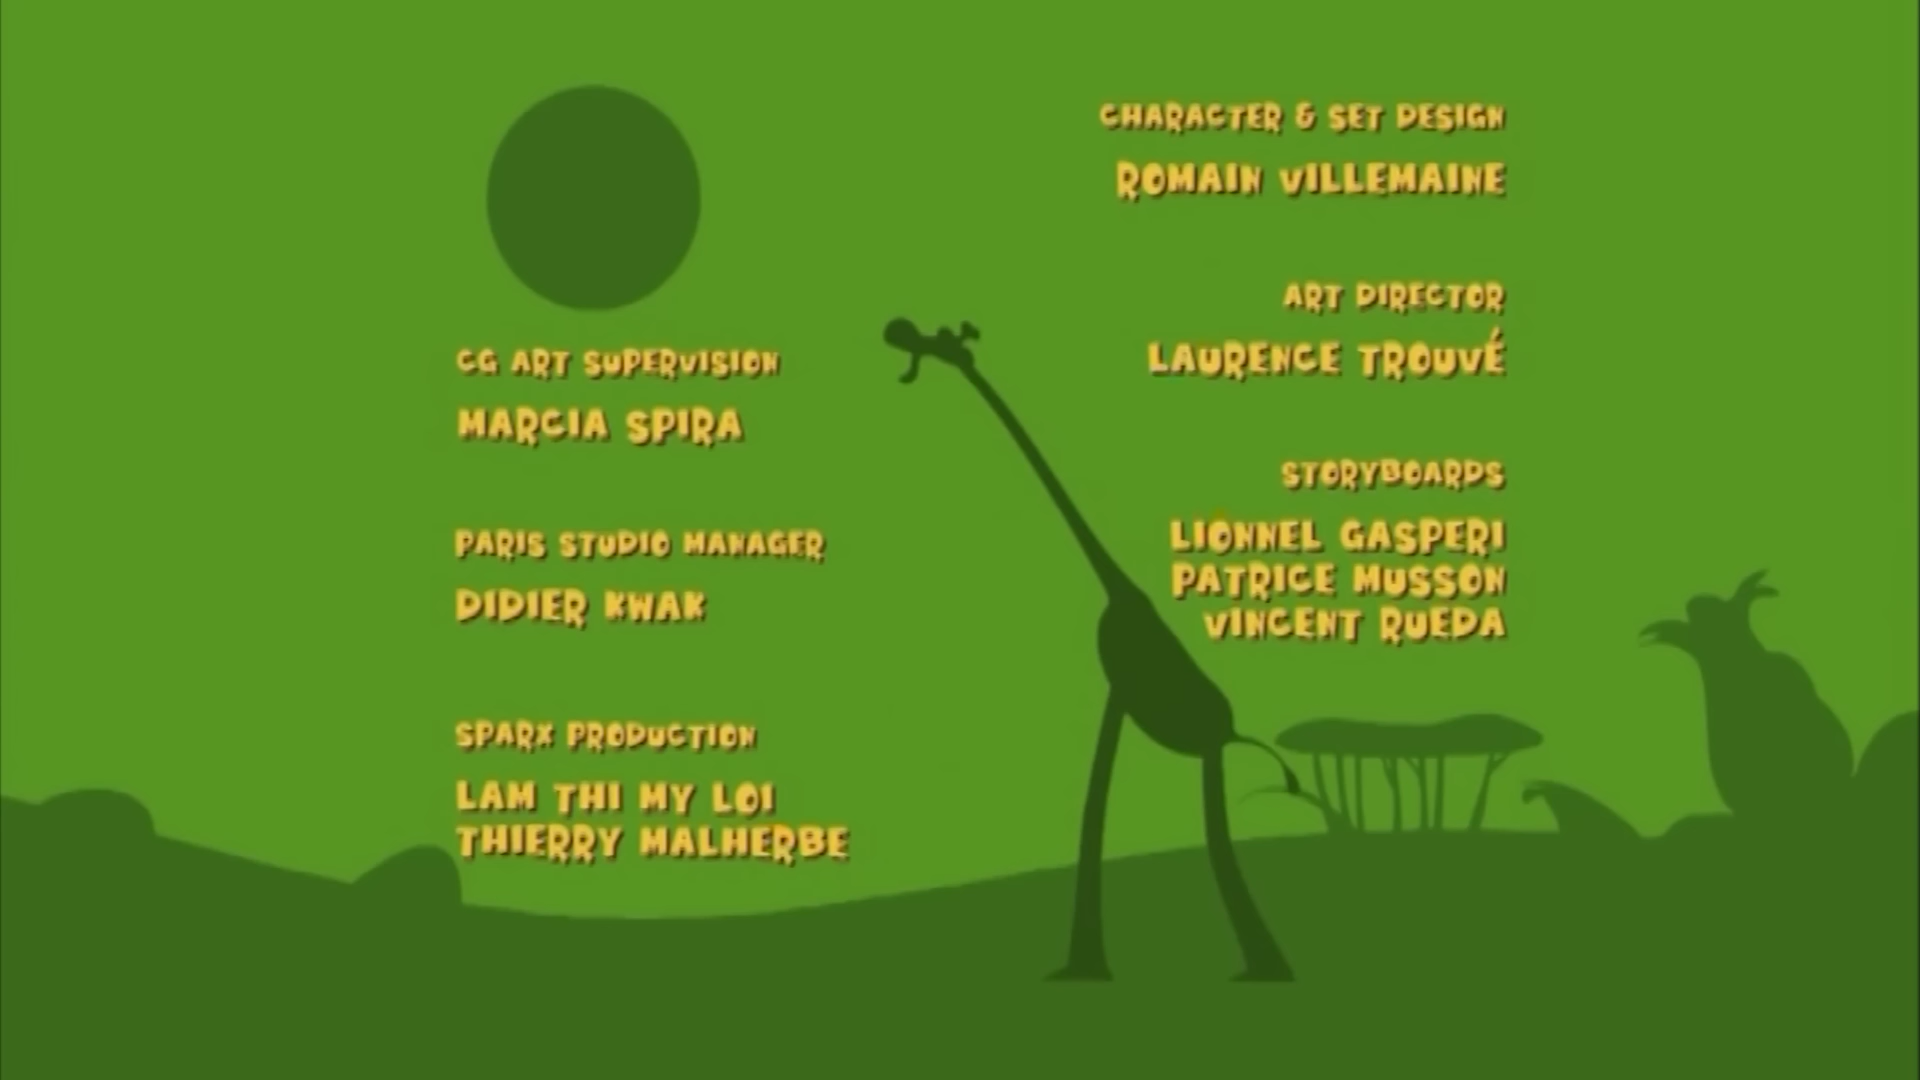 CG ART SUPERVISION
MARCIA SPIRA
PARIS STUDIO MANAGER
DIDIER KWAK
SPARX PRODUCTION
LAM THI MY LOI
THIERRY MALHERBE
CHARACTER & SET DESIGN
ROMAIN VILLEMAINE
ART DIRECTOR
LAURENCE TROUVÉ
STORYBOARDS
LIONNEL GASPERI
PATRICE MUSSON
VINCENT RUEDA